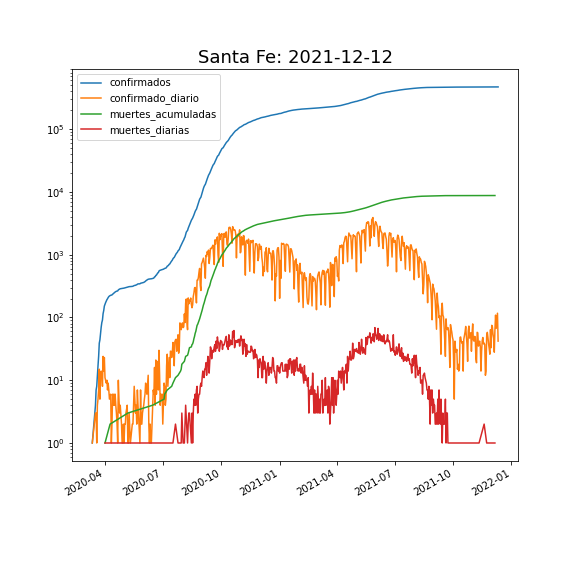 Santa Fe: 2021-12-12
confirmados
confirmado_diario
muertes_acumuladas
muertes_diarias
10⁵
10⁴
10³
10²
10¹
10⁰
2020-04 2020-07 2020-10 2021-01 2021-04 2021-07 2021-10 2022-01